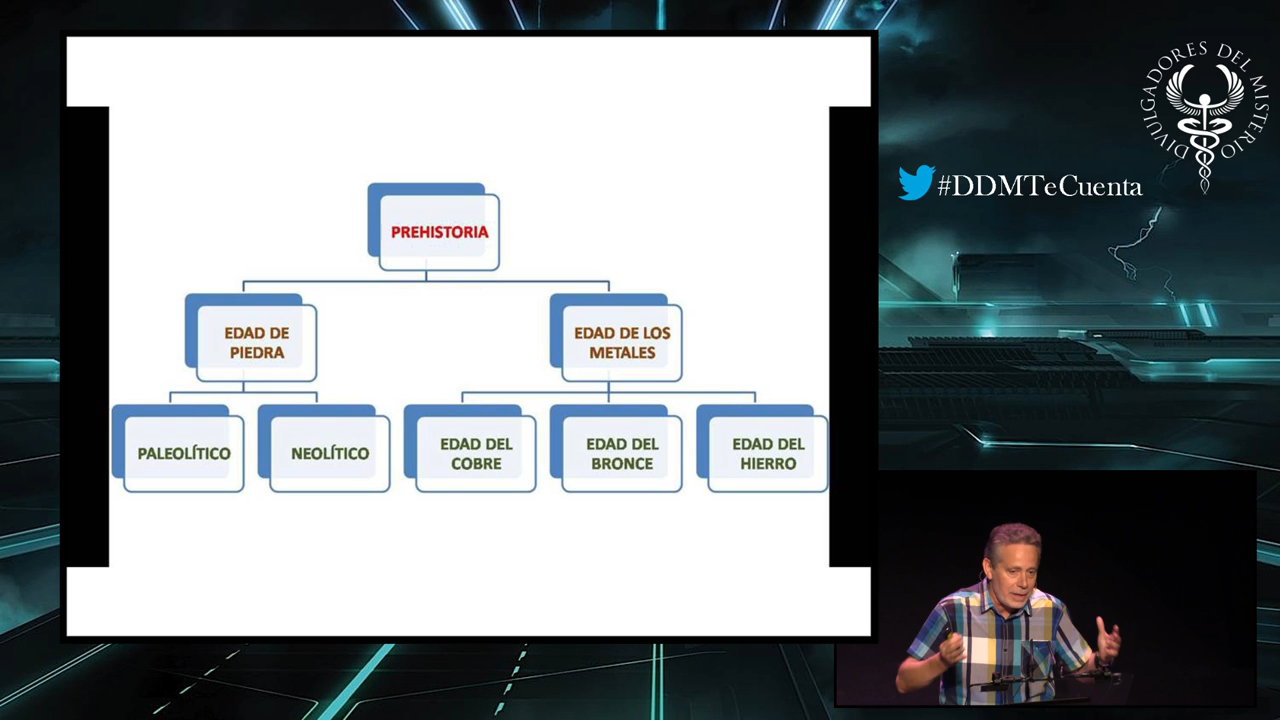 PREHISTORIA
EDAD DE
PIEDRA
EDAD DE LOS
METALES
PALEOLÍTICO
NEOLÍTICO
EDAD DEL
COBRE
EDAD DEL
BRONCE
EDAD DEL
HIERRO
DIVULGADORES DEL MISTERIO
#DDMTeCuenta